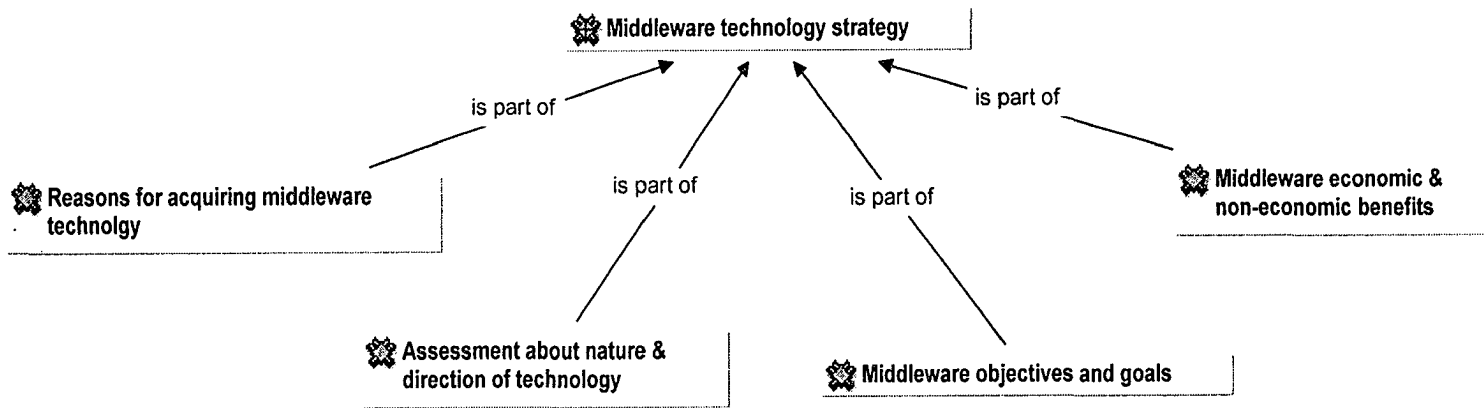 Middleware technology strategy
is part of
is part of
is part of
is part of
Reasons for acquiring middleware
technolgy
Middleware economic &
non-economic benefits
Assessment about nature &
direction of technology
Middleware objectives and goals